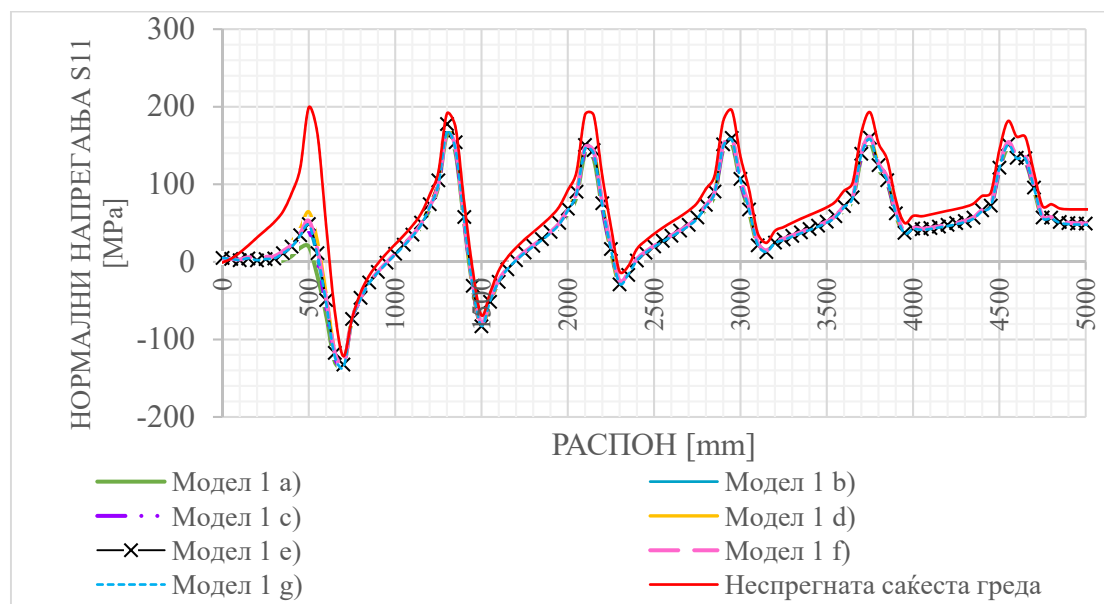 НОРМАЛНИ НАПРЕГАЊА S11
[MPa]
300
200
100
0
-100
-200
0
500
1000
1500
2000
2500
3000
3500
4000
4500
5000
РАСПОН [mm]
Модел 1 a)
Модел 1 b)
Модел 1 c)
Модел 1 d)
Модел 1 e)
Модел 1 f)
Модел 1 g)
Неспрегната саќеста греда